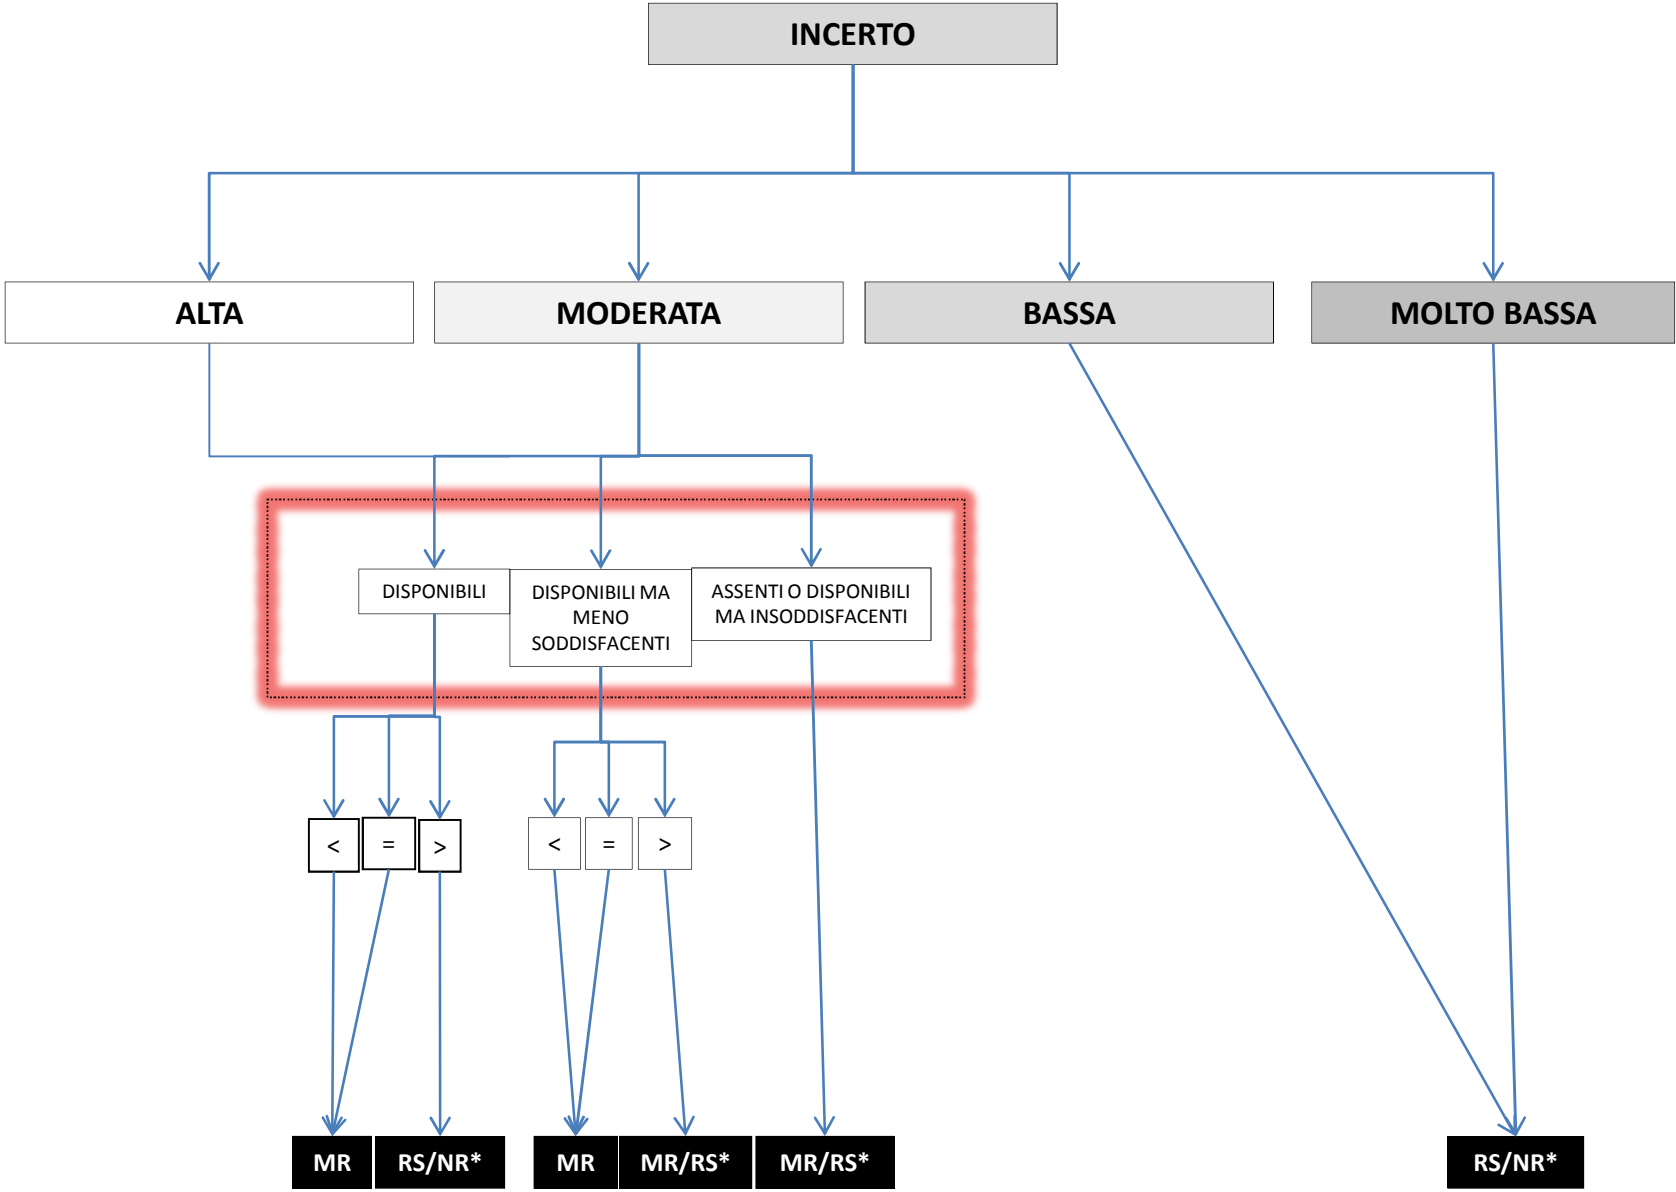 INCERTO
ALTA
MODERATA
BASSA
MOLTO BASSA
DISPONIBILI
DISPONIBILI MA
MENO
SODDISFACENTI
ASSENTI O DISPONIBILI
MA INSODDISFACENTI
<
=
>
<
=
>
MR
RS/NR*
MR
MR/RS*
MR/RS*
RS/NR*